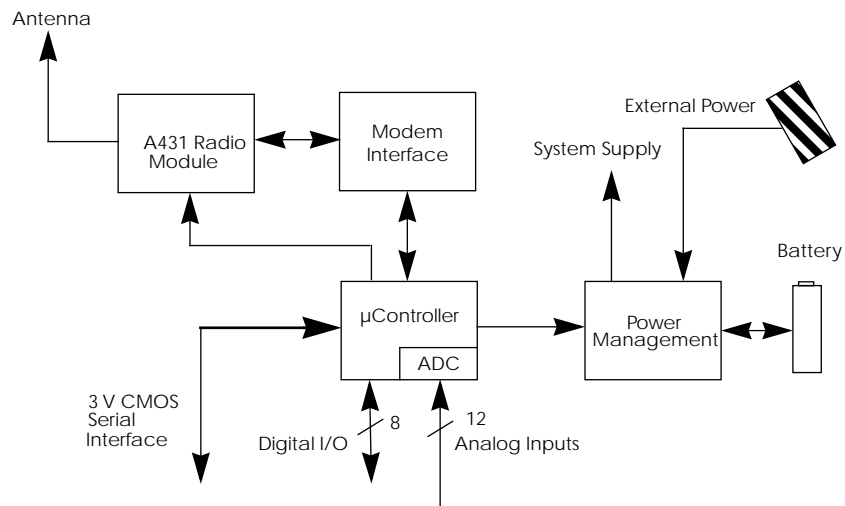 Antenna
A431 Radio
Module
Modem
Interface
External Power
System Supply
Battery
µController
ADC
Power
Management
3 V CMOS
Serial
Interface
8
Digital I/O
12
Analog Inputs